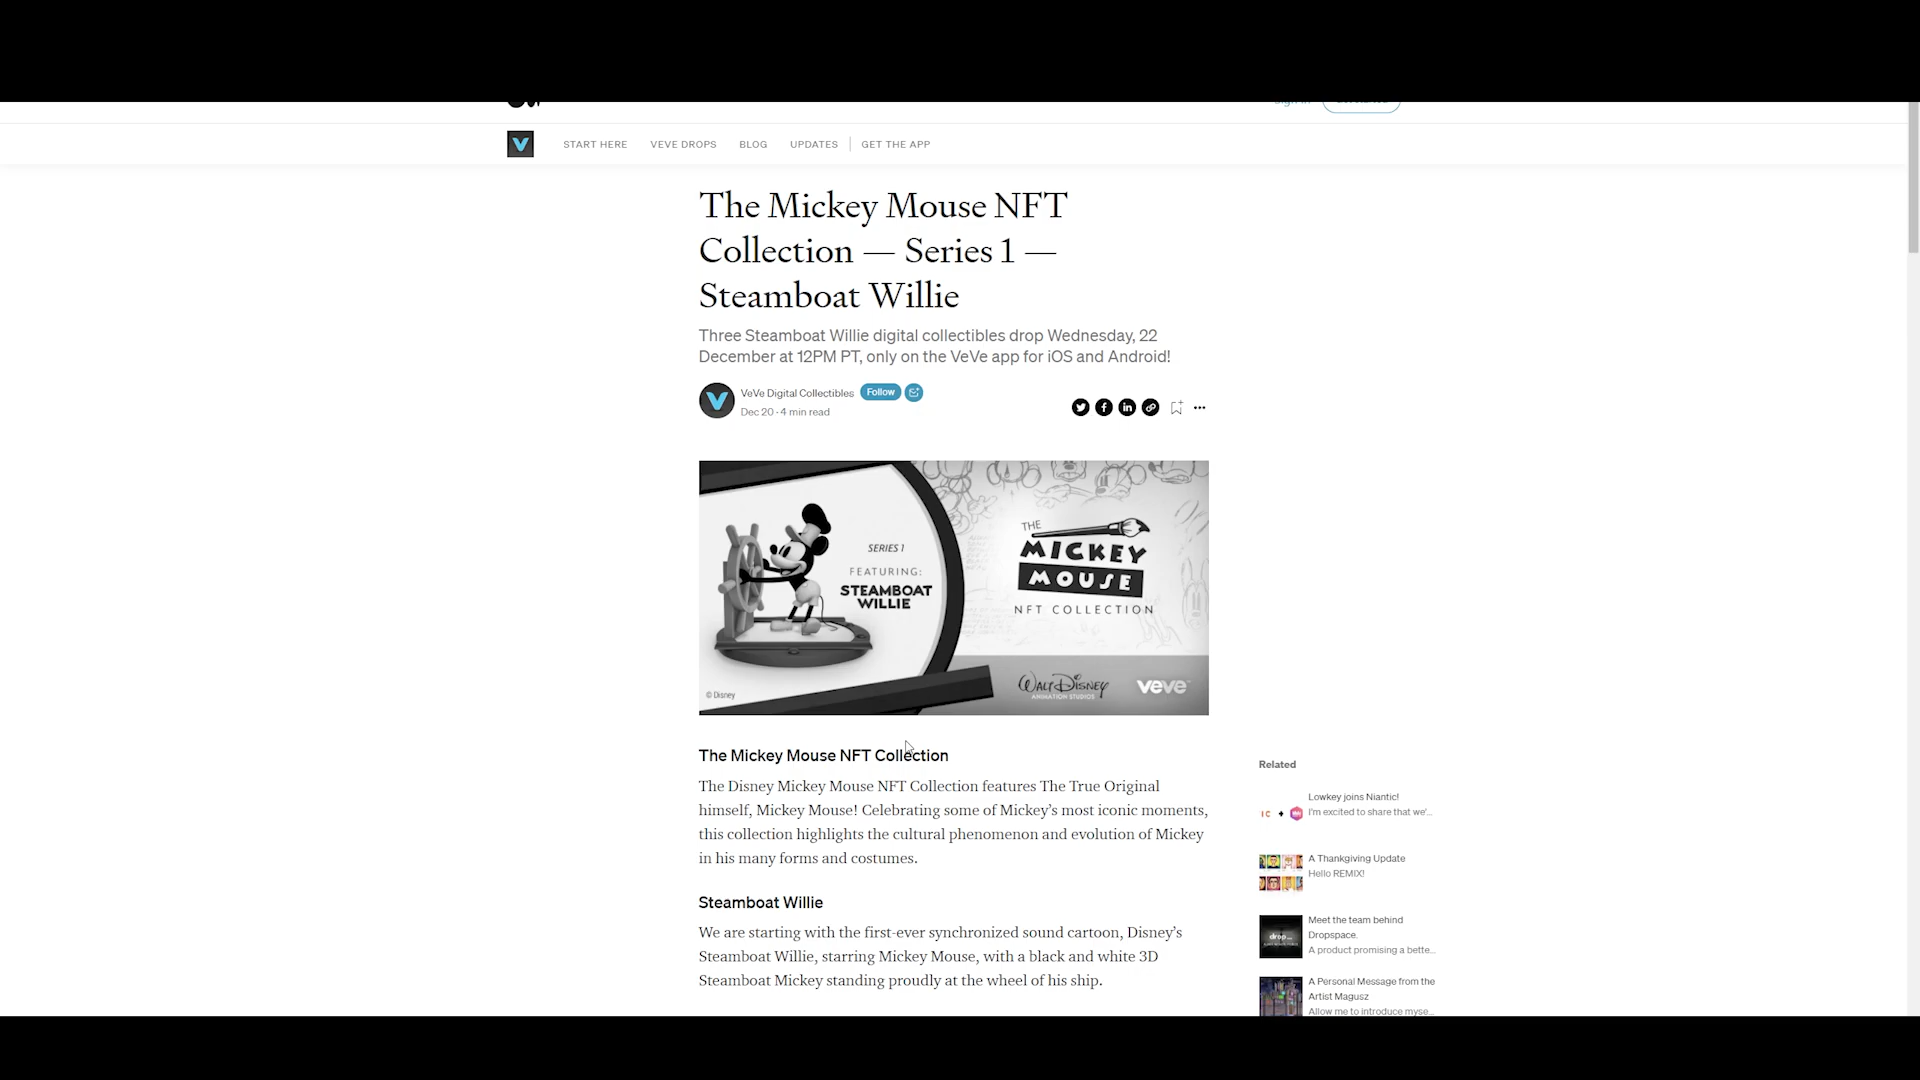 START HERE VEVE DROPS BLOG UPDATES GET THE APP
The Mickey Mouse NFT
Collection — Series 1 —
Steamboat Willie
Three Steamboat Willie digital collectibles drop Wednesday, 22
December at 12PM PT, only on the VeVe app for iOS and Android!
VeVe Digital Collectibles Follow
Dec 20 · 4 min read
SERIES 1
FEATURING:
STEAMBOAT
WILLIE
© Disney
THE
MICKEY
MOUSE
NFT COLLECTION
WALT DISNEY
ANIMATION STUDIOS
veve
The Mickey Mouse NFT Collection
The Disney Mickey Mouse NFT Collection features The True Original
himself, Mickey Mouse! Celebrating some of Mickey's most iconic moments,
this collection highlights the cultural phenomenon and evolution of Mickey
in his many forms and costumes.
Steamboat Willie
We are starting with the first-ever synchronized sound cartoon, Disney's
Steamboat Willie, starring Mickey Mouse, with a black and white 3D
Steamboat Mickey standing proudly at the wheel of his ship.
Related
Lowkey joins Niantic!
I'm excited to share that we'...
A Thankgiving Update
Hello REMIX!
Meet the team behind
Dropspace.
A product promising a bette...
A Personal Message from the
Artist Magusz
Allow me to introduce myse...